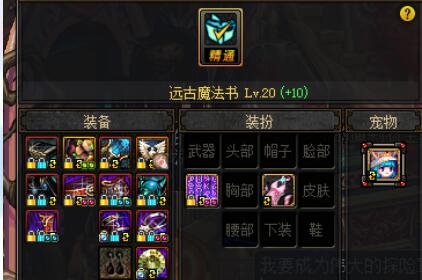 ?
精通
远古魔法书 Lv.20 (+10)
装备 装扮 宠物
武器 头部 帽子 脸部
胸部 皮肤
腰部 下装 鞋
我要成为伟大的探险